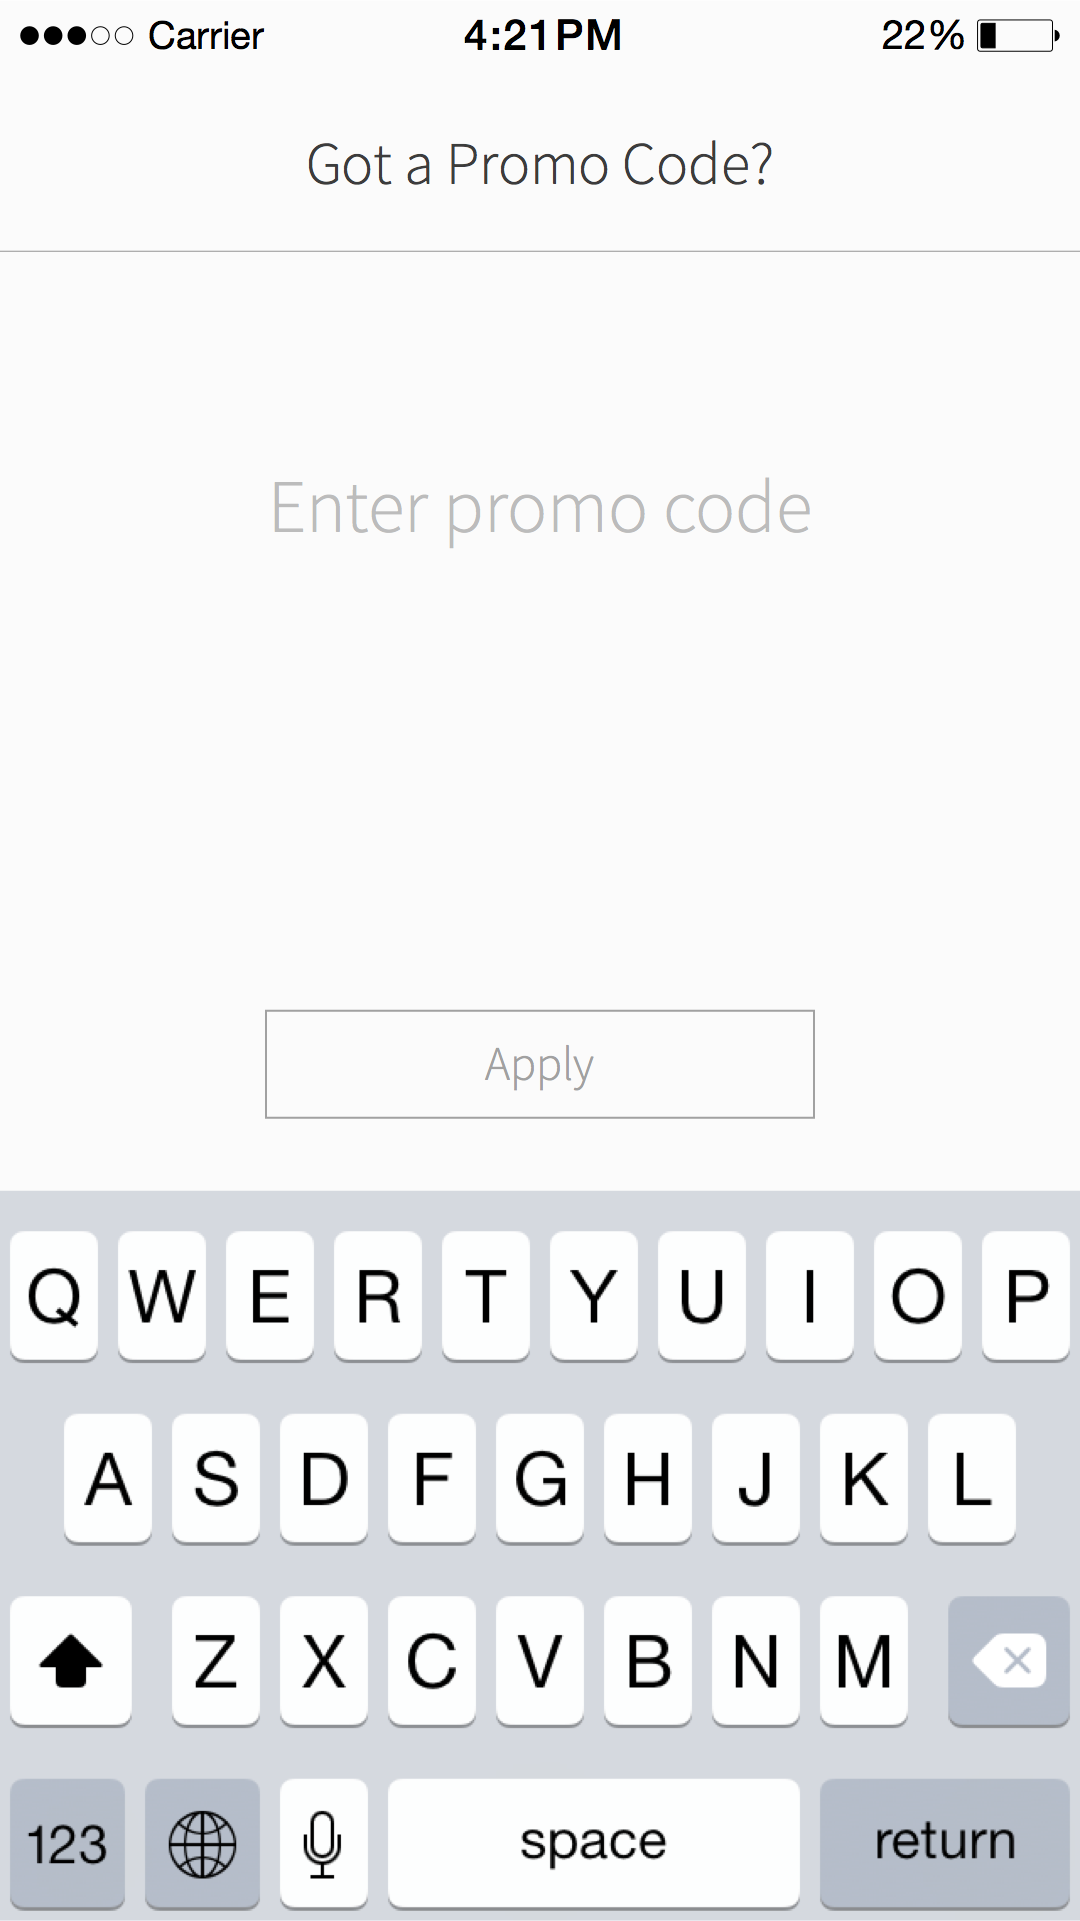 Carrier 4:21 PM 22%
Got a Promo Code?
Enter promo code
Apply
Q W E R T Y U I O P
A S D F G H J K L
Z X C V B N M
123 space return